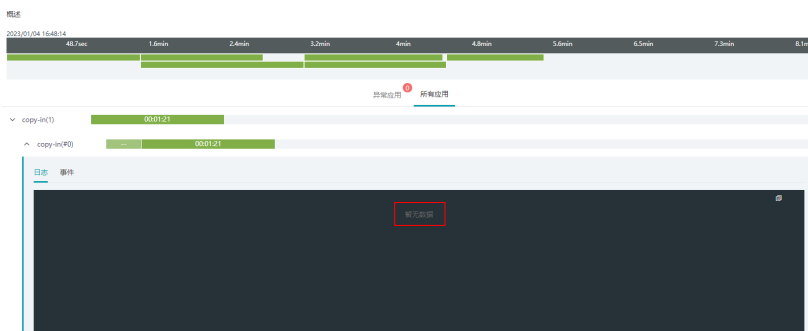 概述
2023/01/04 16:48:14
48.7sec 1.6min 2.4min 3.2min 4min 4.8min 5.6min 6.5min 7.3min 8.1m
异常应用 0 所有应用
copy-in(1) 00:01:21
copy-in(#0) ... 00:01:21
日志 事件
暂无数据